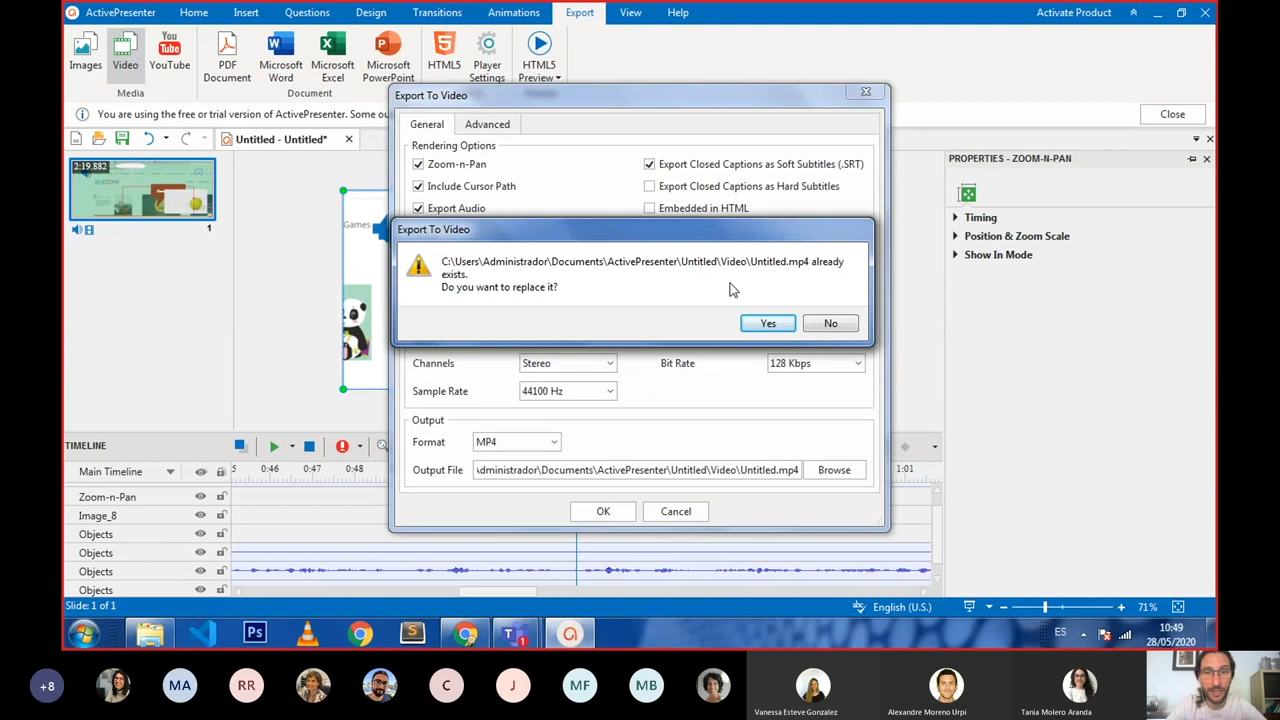 ActivePresenter Home Insert Questions Design Transitions Animations Export View Help Activate Product
Images Video You Tube YouTube PDF Document Microsoft Word Microsoft Excel Microsoft PowerPoint HTML5 Player Settings HTML5 Preview
Media Document
You are using the free or trial version of ActivePresenter. Some ou
Close
Untitled - Untitled*
2:19.882
1
Games
Export To Video
General Advanced
Rendering Options
Zoom-n-Pan Export Closed Captions as Soft Subtitles (.SRT)
Include Cursor Path Export Closed Captions as Hard Subtitles
Export Audio Embedded in HTML
Export To Video
C:\Users\Administrador\Documents\ActivePresenter\Untitled\Video\Untitled.mp4 already
exists.
Do you want to replace it?
Yes No
Channels Stereo Bit Rate 128 Kbps
Sample Rate 44100 Hz
Output
Format MP4
Output File \dministrador\Documents\ActivePresenter\Untitled\Video\Untitled.mp4 Browse
OK Cancel
PROPERTIES - ZOOM-N-PAN
Timing
Position & Zoom Scale
Show In Mode
TIMELINE
Main Timeline 5 0:46 0:47 0:48 1:01
Zoom-n-Pan
Image_8
Objects
Objects
Objects
Objects
Slide: 1 of 1 English (U.S.) 71%
Ps S T 1 ES 10:49
28/05/2020
+8 MA RR C J MF MB
Vanessa Esteve Gonzalez Alexandre Moreno Urpi Tania Molero Aranda